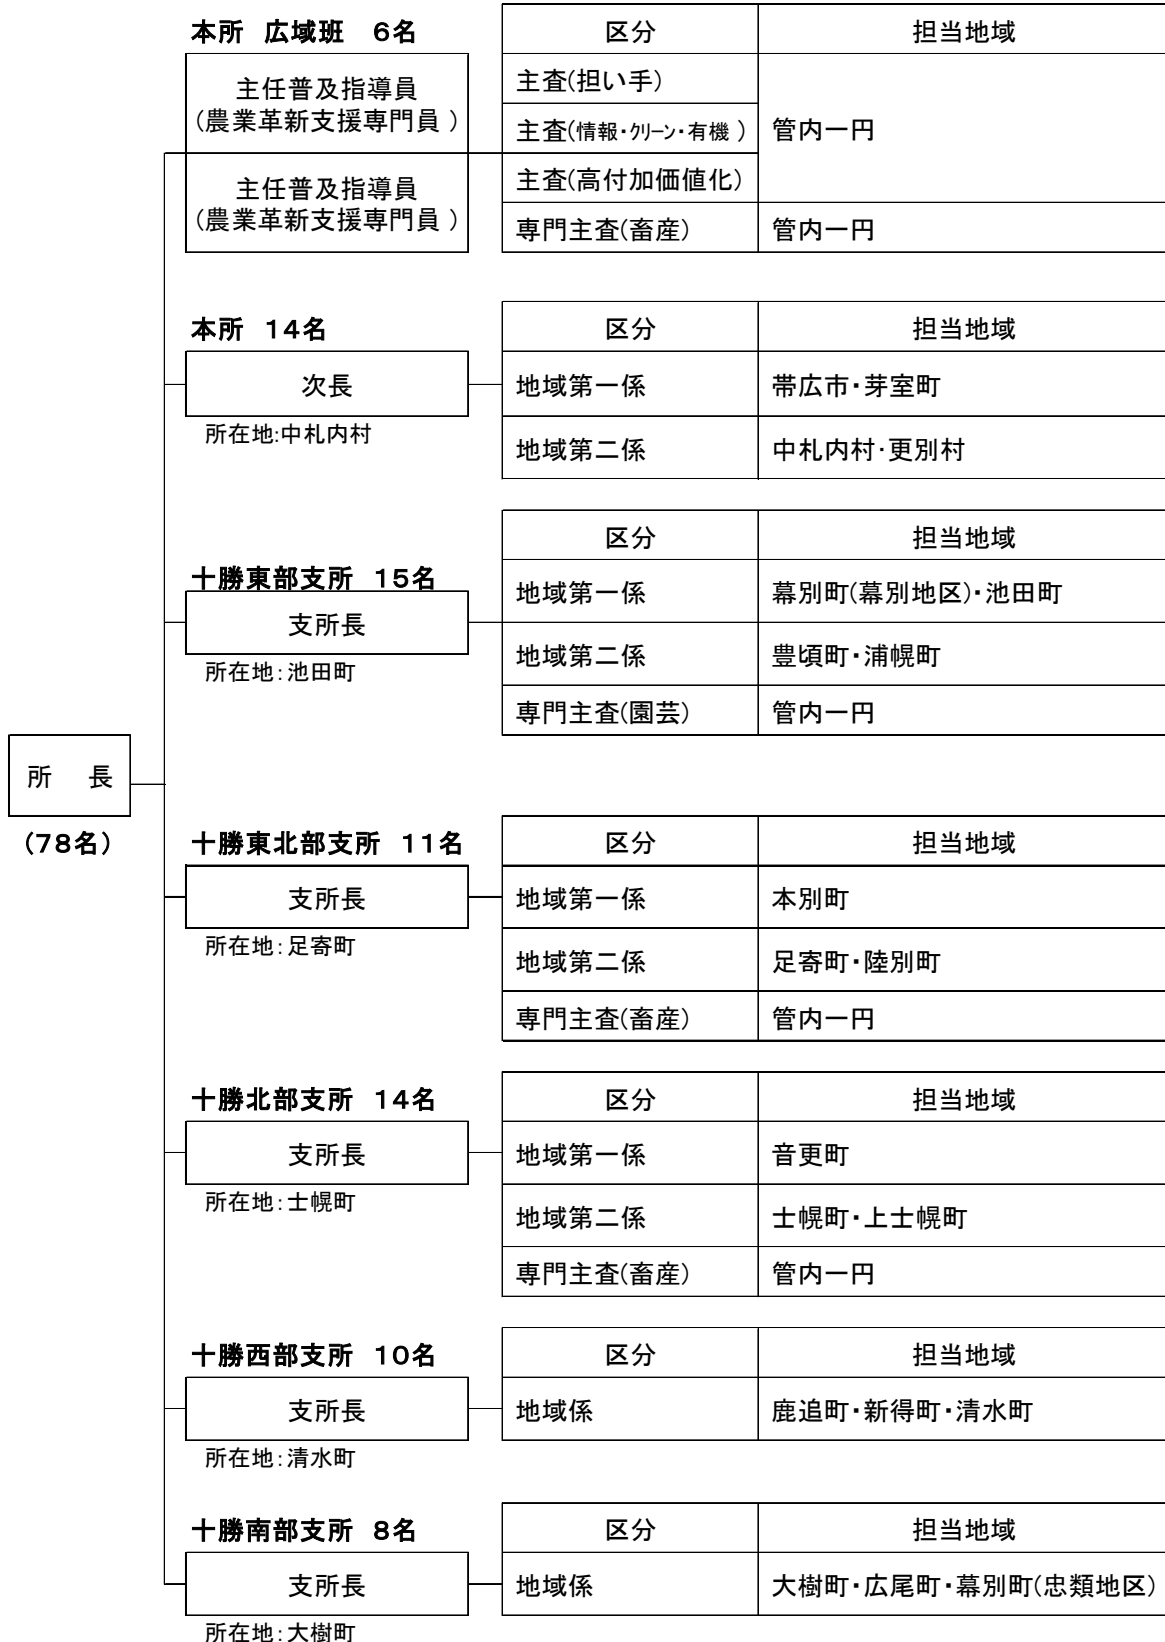 本所 広域班 6名
区分 担当地域
主任普及指導員
(農業革新支援専門員 )
主任普及指導員
(農業革新支援専門員 )
主査(担い手)
主査(情報・クリーン・有機 )
主査(高付加価値化)
管内一円
専門主査(畜産) 管内一円
本所 14名
区分 担当地域
次長
所在地:中札内村
地域第一係 帯広市・芽室町
地域第二係 中札内村・更別村
十勝東部支所 15名
区分 担当地域
支所長
所在地:池田町
地域第一係 幕別町(幕別地区)・池田町
地域第二係 豊頃町・浦幌町
専門主査(園芸) 管内一円
所 長
(78名)
十勝東北部支所 11名
区分 担当地域
支所長
所在地:足寄町
地域第一係 本別町
地域第二係 足寄町・陸別町
専門主査(畜産) 管内一円
十勝北部支所 14名
区分 担当地域
支所長
所在地:士幌町
地域第一係 音更町
地域第二係 士幌町・上士幌町
専門主査(畜産) 管内一円
十勝西部支所 10名
区分 担当地域
支所長
所在地:清水町
地域係 鹿追町・新得町・清水町
十勝南部支所 8名
区分 担当地域
支所長
所在地:大樹町
地域係 大樹町・広尾町・幕別町(忠類地区)